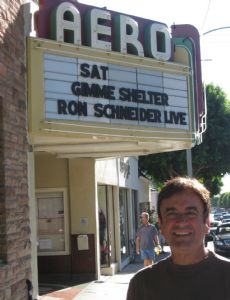 AERO
SAT
GIMME SHELTER
RON SCHNEIDER LIVE